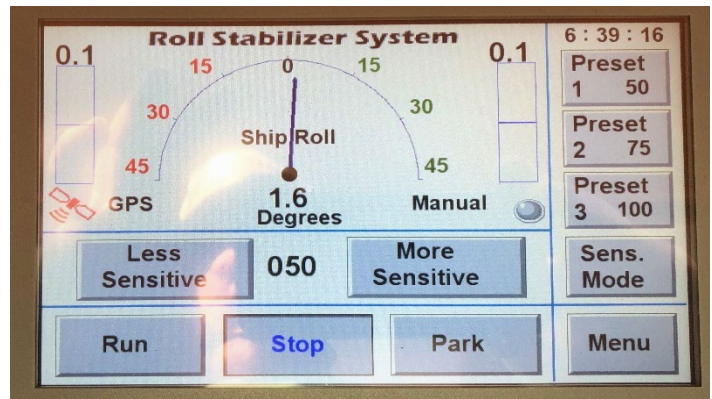 Roll Stabilizer System
6 : 39 : 16
0.1
0.1
15
0
15
30
30
45
45
Ship Roll
GPS
1.6
Degrees
Manual
Preset
1 50
Preset
2 75
Preset
3 100
Less
Sensitive
050
More
Sensitive
Sens.
Mode
Run
Stop
Park
Menu